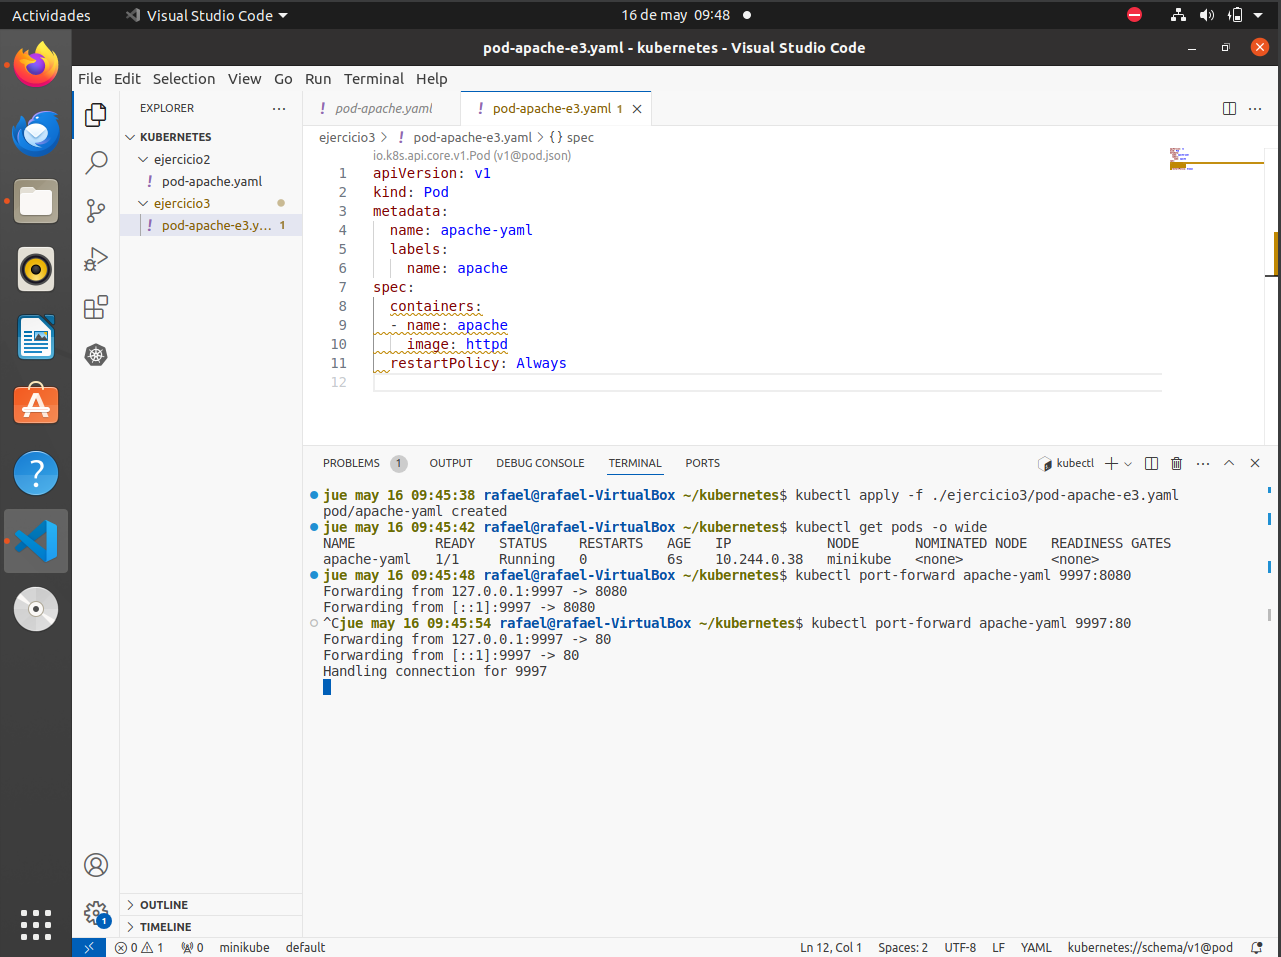 Actividades
Visual Studio Code
16 de may 09:48
pod-apache-e3.yaml - kubernetes - Visual Studio Code
File Edit Selection View Go Run Terminal Help
EXPLORER
KUBERNETES
ejercicio2
! pod-apache.yaml
ejercicio3
! pod-apache-e3.y... 1
OUTLINE
TIMELINE
! pod-apache.yaml
! pod-apache-e3.yaml 1
ejercicio3 > ! pod-apache-e3.yaml > {} spec
io.k8s.api.core.v1.Pod (v1@pod.json)
1 apiVersion: v1
2 kind: Pod
3 metadata:
4   name: apache-yaml
5   labels:
6     name: apache
7 spec:
8   containers:
9   - name: apache
10     image: httpd
11   restartPolicy: Always
12
PROBLEMS 1 OUTPUT DEBUG CONSOLE TERMINAL PORTS
kubectl
jue may 16 09:45:38 rafael@rafael-VirtualBox ~/kubernetes$ kubectl apply -f ./ejercicio3/pod-apache-e3.yaml
pod/apache-yaml created
jue may 16 09:45:42 rafael@rafael-VirtualBox ~/kubernetes$ kubectl get pods -o wide
NAME READY STATUS RESTARTS AGE IP NODE NOMINATED NODE READINESS GATES
apache-yaml 1/1 Running 0 6s 10.244.0.38 minikube <none> <none>
jue may 16 09:45:48 rafael@rafael-VirtualBox ~/kubernetes$ kubectl port-forward apache-yaml 9997:8080
Forwarding from 127.0.0.1:9997 -> 8080
Forwarding from [::1]:9997 -> 8080
^Cjue may 16 09:45:54 rafael@rafael-VirtualBox ~/kubernetes$ kubectl port-forward apache-yaml 9997:80
Forwarding from 127.0.0.1:9997 -> 80
Forwarding from [::1]:9997 -> 80
Handling connection for 9997
1
0 1 0 minikube default
Ln 12, Col 1 Spaces: 2 UTF-8 LF YAML kubernetes://schema/v1@pod